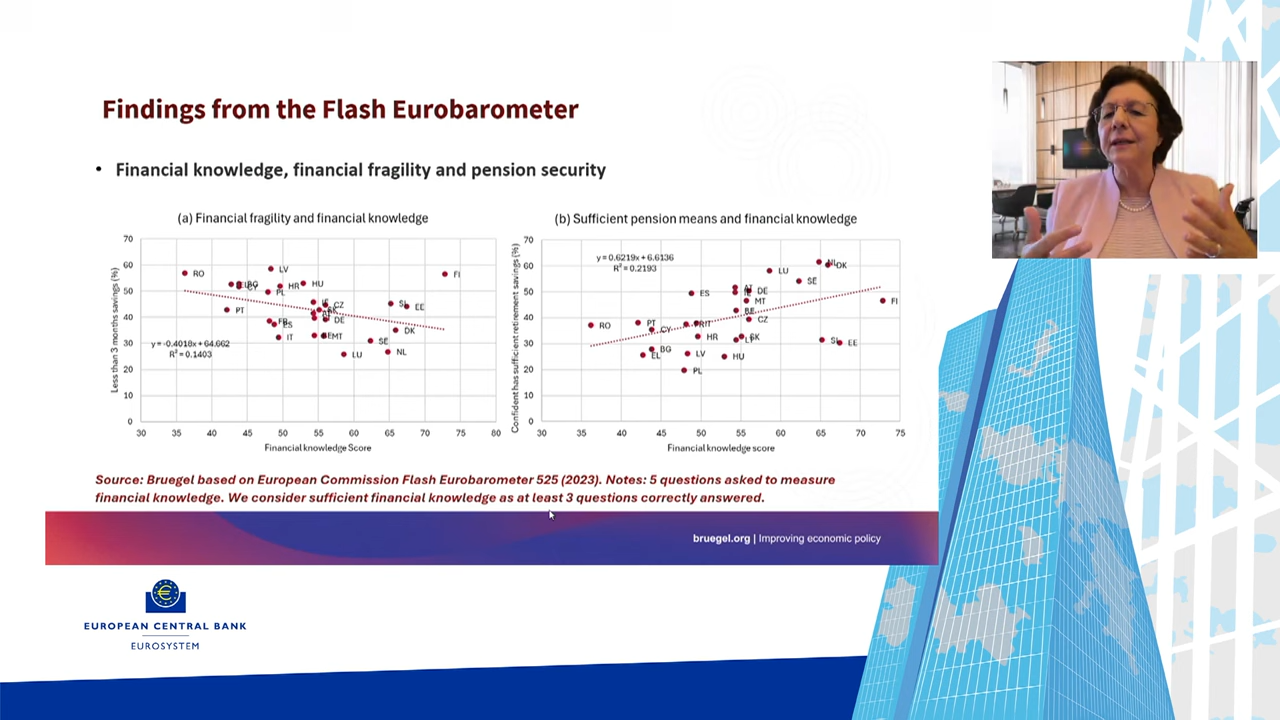 Findings from the Flash Eurobarometer
• Financial knowledge, financial fragility and pension security
(a) Financial fragility and financial knowledge
Less than 3 months savings (%)
70
60
50
40
30
20
10
0
30 35 40 45 50 55 60 65 70 75 80
Financial knowledge Score
y = -0.4018x + 64.662
R² = 0.1403
RO
LV
FI
HR
HU
CY
PL
PT
CZ
EE
DE
DK
ES
IT
MT
SE
LU
NL
(b) Sufficient pension means and financial knowledge
Confident has sufficient retirement savings (%)
70
60
50
40
30
20
10
0
30 35 40 45 50 55 60 65 70 75
Financial knowledge score
y = 0.6219x + 6.6136
R² = 0.2193
NL
DK
LU
SE
ES
DE
MT
FI
BE
CZ
RO
PT
CY
HR
SK
EE
BG
EL
LV
HU
PL
Source: Bruegel based on European Commission Flash Eurobarometer 525 (2023). Notes: 5 questions asked to measure
financial knowledge. We consider sufficient financial knowledge as at least 3 questions correctly answered.
bruegel.org | Improving economic policy
EUROPEAN CENTRAL BANK
EUROSYSTEM